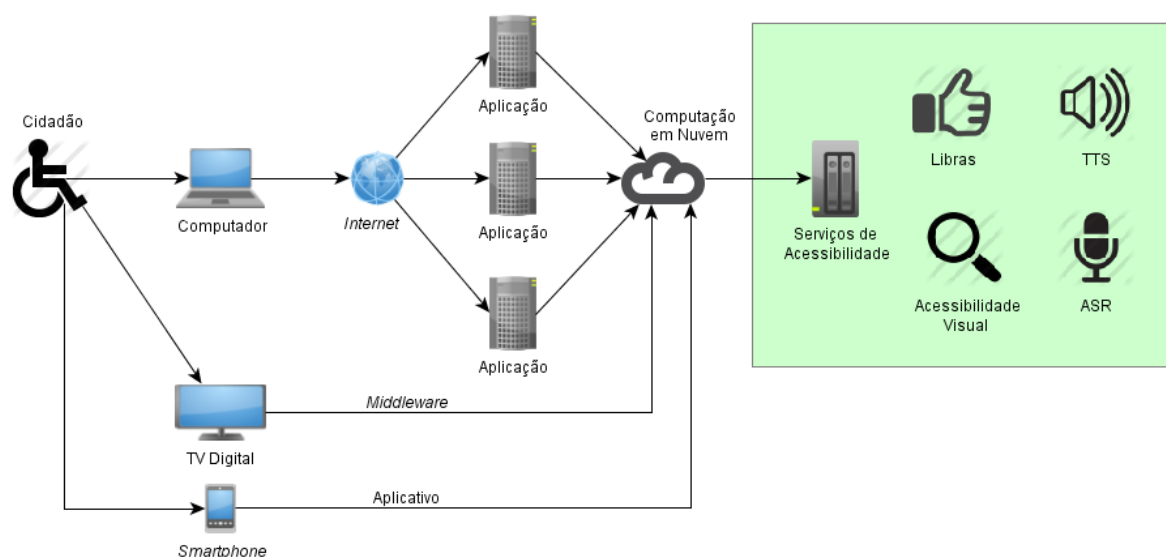 Cidadão
Computador
Internet
Aplicação
Aplicação
Aplicação
Computação
em Nuvem
Serviços de
Acessibilidade
Libras
TTS
Acessibilidade
Visual
ASR
TV Digital
Middleware
Smartphone
Aplicativo